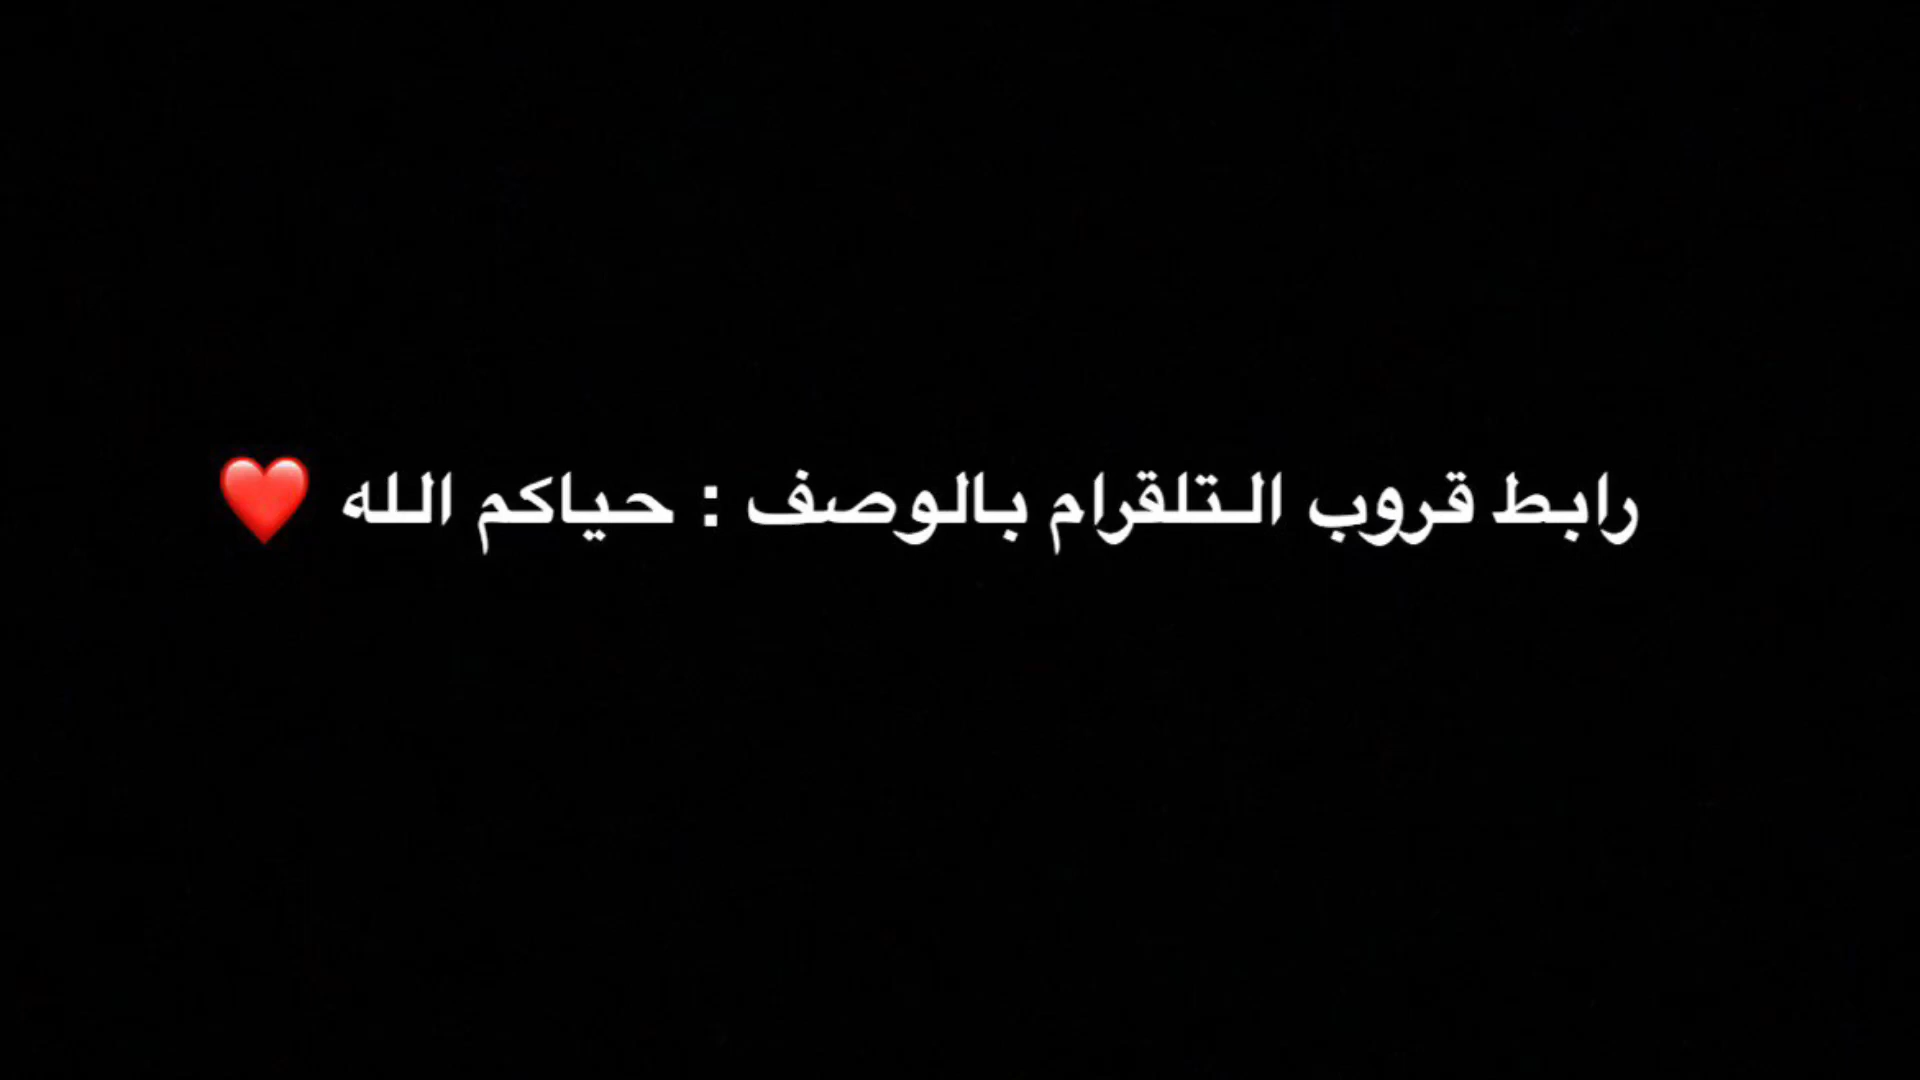 رابط قروب التلقرام بالوصف : حياكم الله ❤️